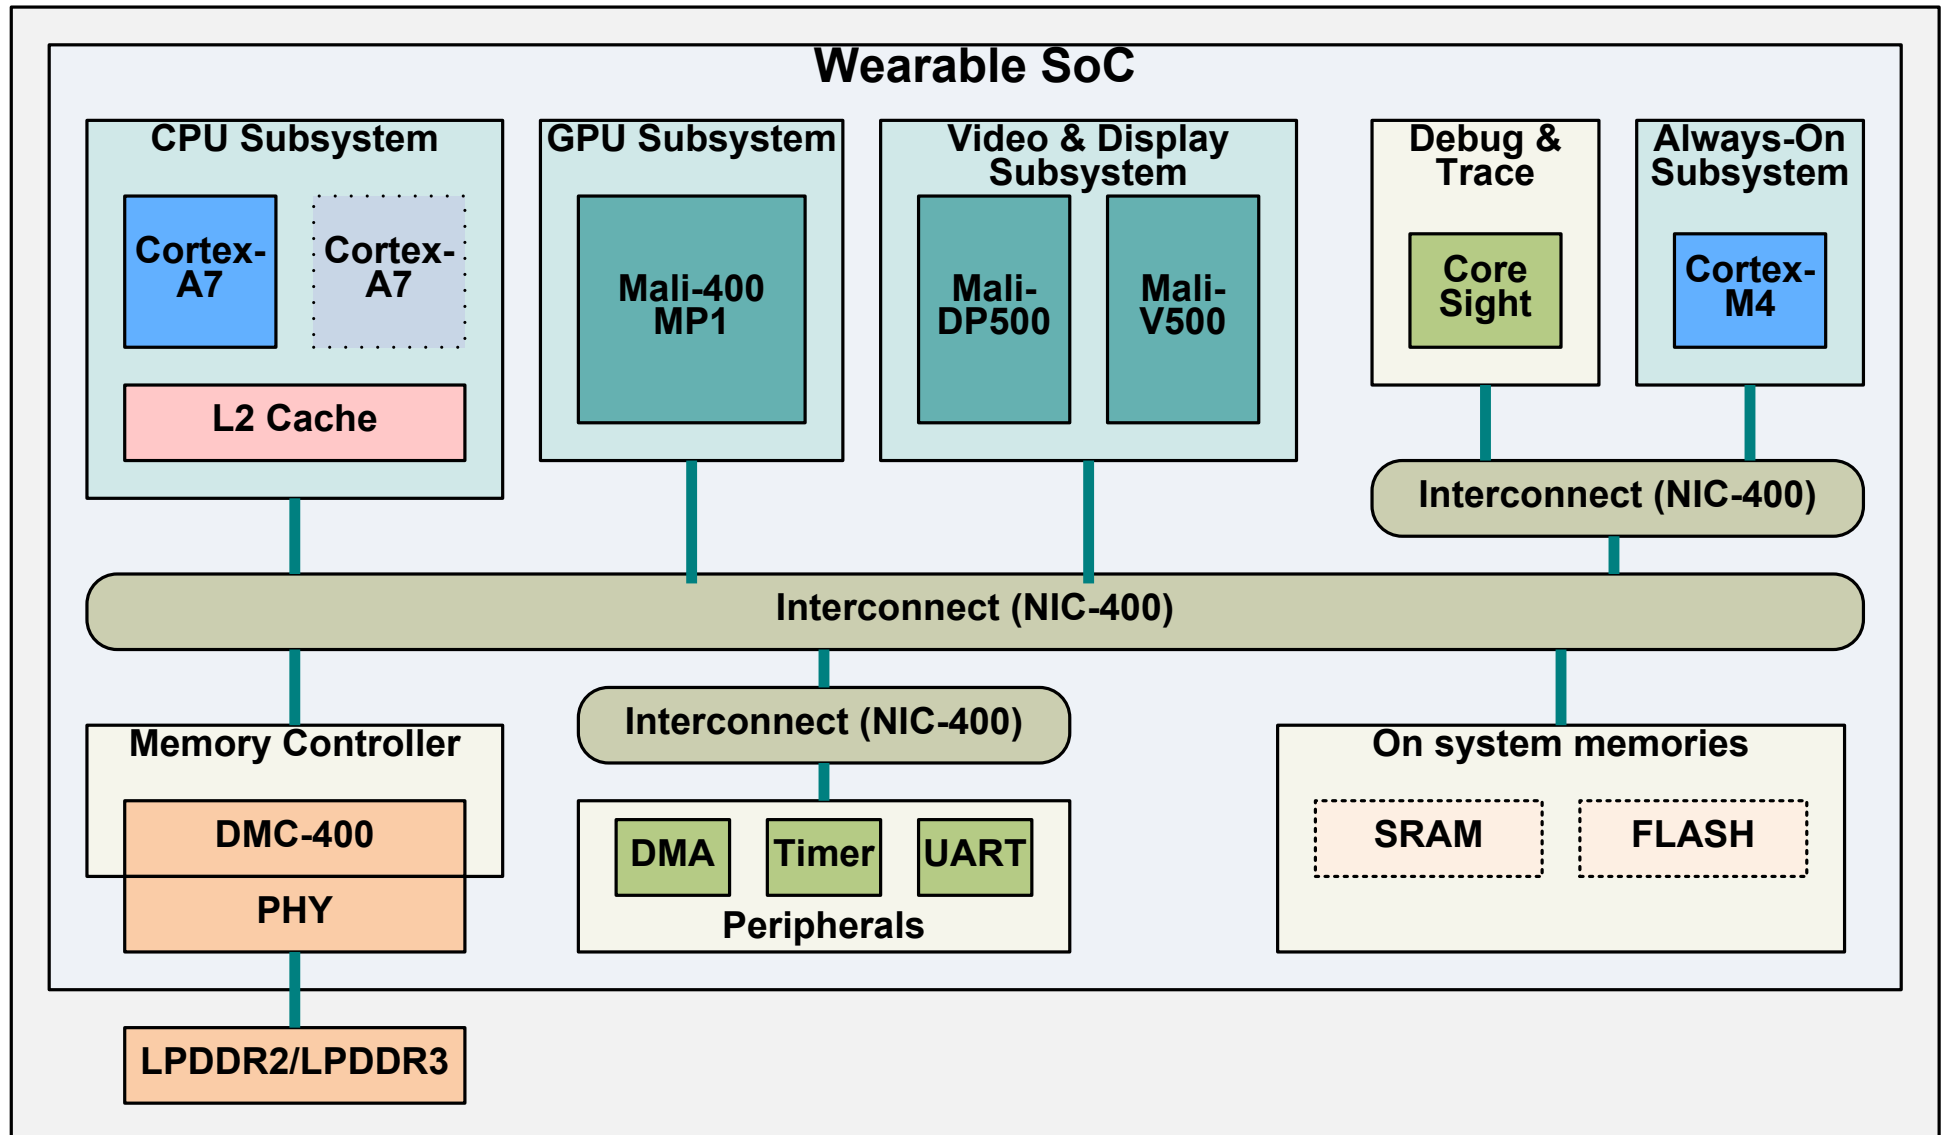 Wearable SoC
CPU Subsystem
Cortex-
A7
Cortex-
A7
L2 Cache
GPU Subsystem
Mali-400
MP1
Video & Display
Subsystem
Mali-
DP500
Mali-
V500
Debug &
Trace
Core
Sight
Always-On
Subsystem
Cortex-
M4
Interconnect (NIC-400)
Interconnect (NIC-400)
Memory Controller
DMC-400
PHY
LPDDR2/LPDDR3
Interconnect (NIC-400)
DMA
Timer
UART
Peripherals
On system memories
SRAM
FLASH